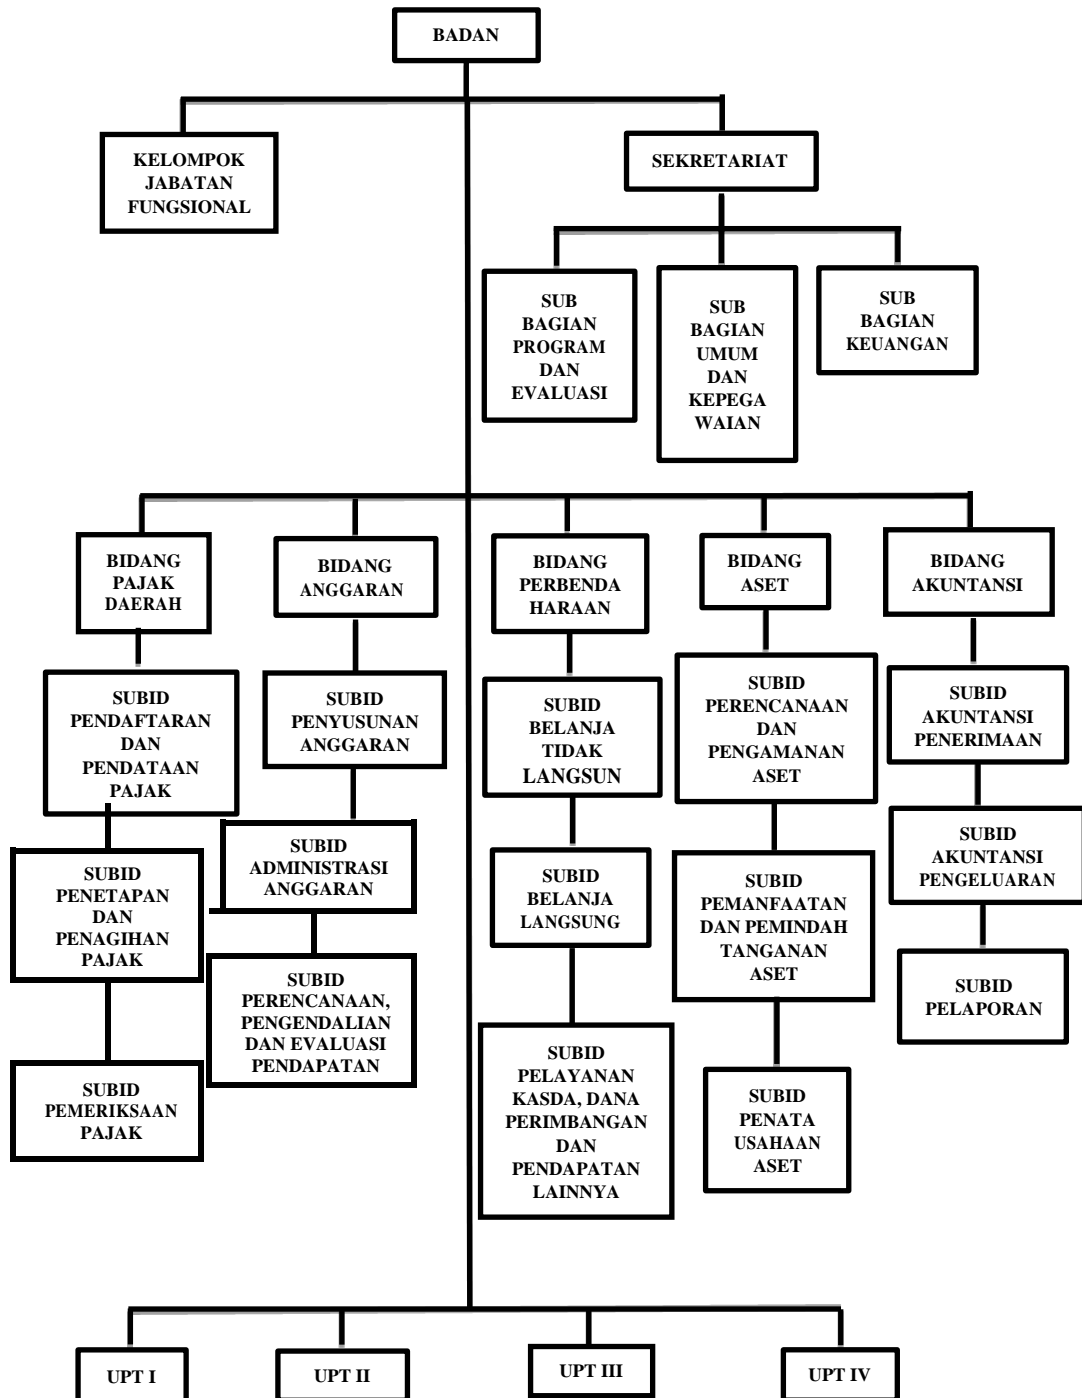 BADAN
KELOMPOK
JABATAN
FUNGSIONAL
SEKRETARIAT
SUB
BAGIAN
PROGRAM
DAN
EVALUASI
SUB
BAGIAN
UMUM
DAN
KEPEGA
WAIAN
SUB
BAGIAN
KEUANGAN
BIDANG
PAJAK
DAERAH
BIDANG
ANGGARAN
BIDANG
PERBENDA
HARAAN
BIDANG
ASET
BIDANG
AKUNTANSI
SUBID
PENDAFTARAN
DAN
PENDATAAN
PAJAK
SUBID
PENYUSUNAN
ANGGARAN
SUBID
BELANJA
TIDAK
LANGSUN
SUBID
PERENCANAAN
DAN
PENGAMANAN
ASET
SUBID
AKUNTANSI
PENERIMAAN
SUBID
PENETAPAN
DAN
PENAGIHAN
PAJAK
SUBID
ADMINISTRASI
ANGGARAN
SUBID
BELANJA
LANGSUNG
SUBID
PEMANFAATAN
DAN PEMINDAH
TANGANAN
ASET
SUBID
AKUNTANSI
PENGELUARAN
SUBID
PEMERIKSAAN
PAJAK
SUBID
PERENCANAAN,
PENGENDALIAN
DAN EVALUASI
PENDAPATAN
SUBID
PELAYANAN
KASDA, DANA
PERIMBANGAN
DAN
PENDAPATAN
LAINNYA
SUBID
PENATA
USAHAAN
ASET
SUBID
PELAPORAN
UPT I
UPT II
UPT III
UPT IV